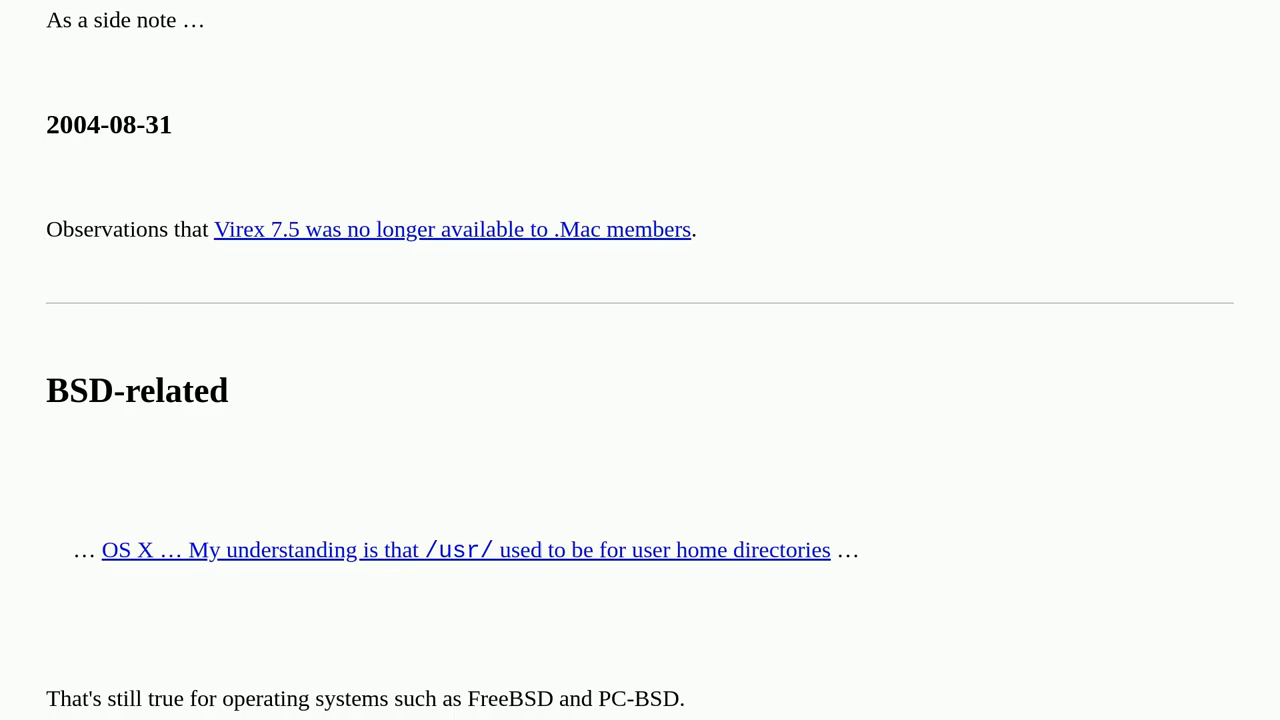 As a side note …
2004-08-31
Observations that Virex 7.5 was no longer available to .Mac members.
BSD-related
… OS X … My understanding is that /usr/ used to be for user home directories …
That's still true for operating systems such as FreeBSD and PC-BSD.